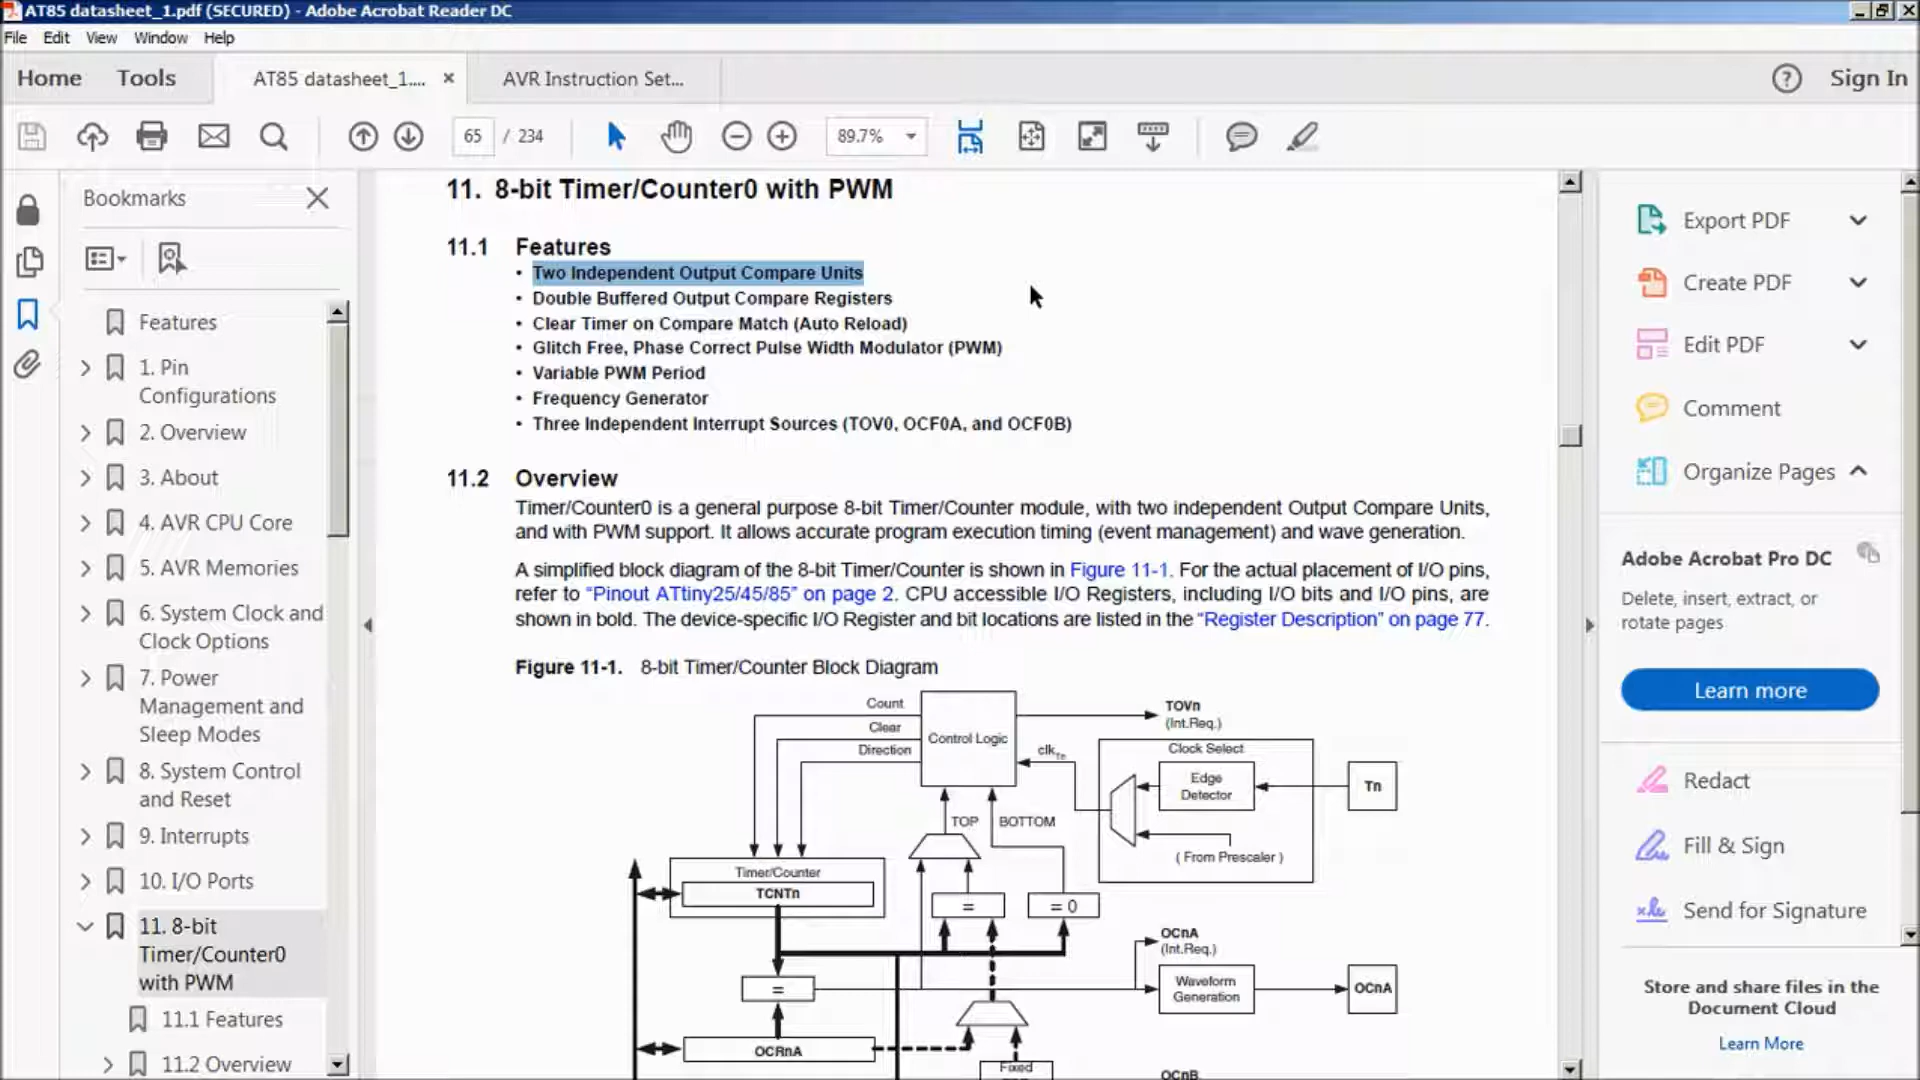 AT85 datasheet_1.pdf (SECURED) - Adobe Acrobat Reader DC
File Edit View Window Help
Home Tools AT85 datasheet_1.... × AVR Instruction Set... ? Sign In
65 / 234 89.7%
Bookmarks
Features
1. Pin
Configurations
2. Overview
3. About
4. AVR CPU Core
5. AVR Memories
6. System Clock and
Clock Options
7. Power
Management and
Sleep Modes
8. System Control
and Reset
9. Interrupts
10. I/O Ports
11. 8-bit
Timer/Counter0
with PWM
11.1 Features
11.2 Overview
11. 8-bit Timer/Counter0 with PWM
11.1 Features
• Two Independent Output Compare Units
• Double Buffered Output Compare Registers
• Clear Timer on Compare Match (Auto Reload)
• Glitch Free, Phase Correct Pulse Width Modulator (PWM)
• Variable PWM Period
• Frequency Generator
• Three Independent Interrupt Sources (TOV0, OCF0A, and OCF0B)
11.2 Overview
Timer/Counter0 is a general purpose 8-bit Timer/Counter module, with two independent Output Compare Units,
and with PWM support. It allows accurate program execution timing (event management) and wave generation.
A simplified block diagram of the 8-bit Timer/Counter is shown in Figure 11-1. For the actual placement of I/O pins,
refer to “Pinout ATtiny25/45/85” on page 2. CPU accessible I/O Registers, including I/O bits and I/O pins, are
shown in bold. The device-specific I/O Register and bit locations are listed in the “Register Description” on page 77.
Figure 11-1. 8-bit Timer/Counter Block Diagram
Count
Clear
Direction
Control Logic
TOVn
(Int.Req.)
clkTn
Clock Select
Edge
Detector
Tn
TOP
BOTTOM
( From Prescaler )
Timer/Counter
TCNTn
=
= 0
OCnA
(Int.Req.)
=
Waveform
Generation
OCnA
OCRnA
Fixed
OCnB
Export PDF
Create PDF
Edit PDF
Comment
Organize Pages
Adobe Acrobat Pro DC
Delete, insert, extract, or
rotate pages
Learn more
Redact
Fill & Sign
Send for Signature
Store and share files in the
Document Cloud
Learn More